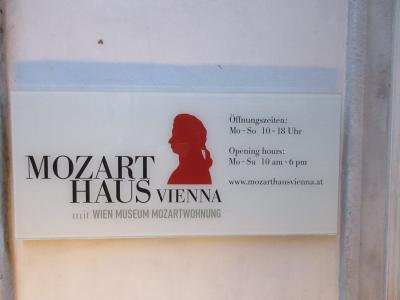 MOZART
HAUS VIENNA
mit WIEN MUSEUM MOZARTWOHNUNG
Öffnungszeiten:
Mo - So 10 - 18 Uhr
Opening hours:
Mo - Su 10 am - 6 pm
www.mozarthausvienna.at